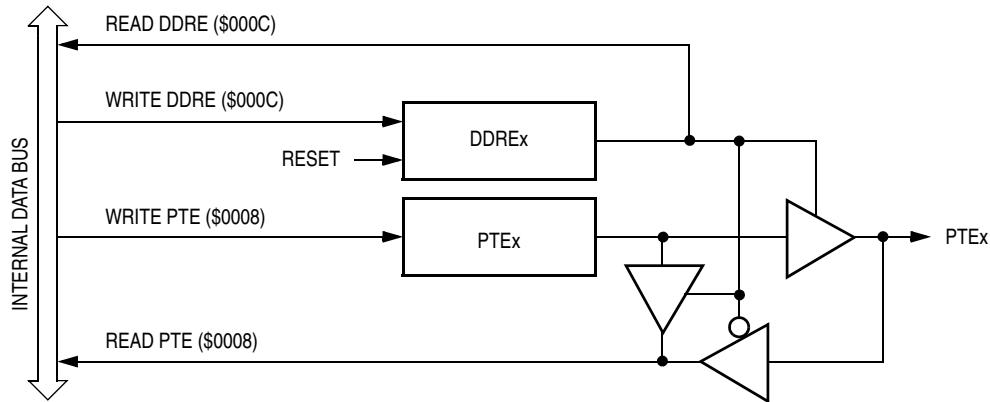 READ DDRE ($000C)
WRITE DDRE ($000C)
DDREx
RESET
WRITE PTE ($0008)
PTEx
PTEx
READ PTE ($0008)
INTERNAL DATA BUS